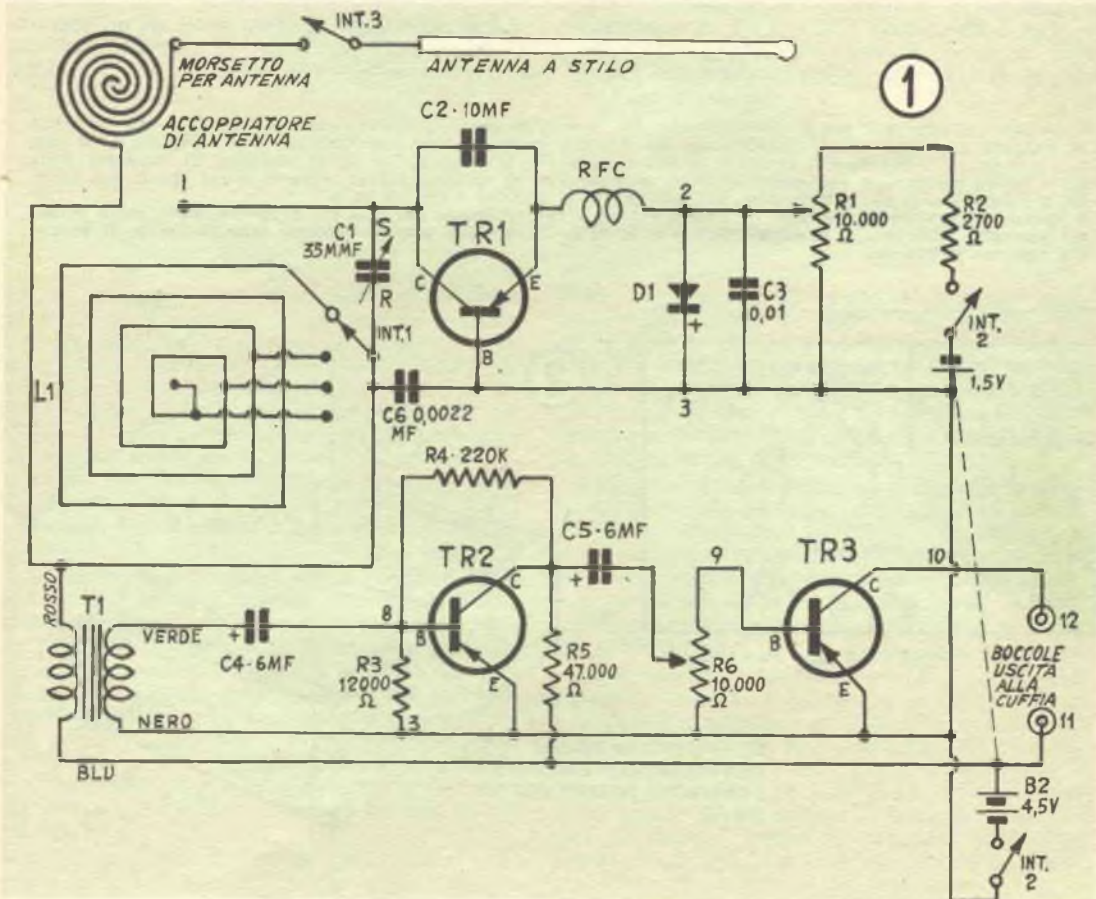 INT.3
MORSETTO
PER ANTENNA
ANTENNA A STILO
1
ACCOPPIATORE
DI ANTENNA
C2·10MF
RFC
1
2
C1
35MMF
S
R
TR1
C
E
B
D1
+
C3
0,01
R1
10.000
Ω
R2
2700
Ω
INT.
2
1,5V
INT.1
L1
C6 0,0022
MF
3
R4·220K
TR2
C5·6MF
+
9
TR3
10
C
C
ROSSO
T1
VERDE
+
C4·6MF
8
B
E
R3
12000
Ω
R5
47.000
Ω
R6
10.000
Ω
B
E
12
BOCCOLE
USCITA
ALLA
CUFFIA
11
NERO
3
BLU
B2
4,5V
INT.
2